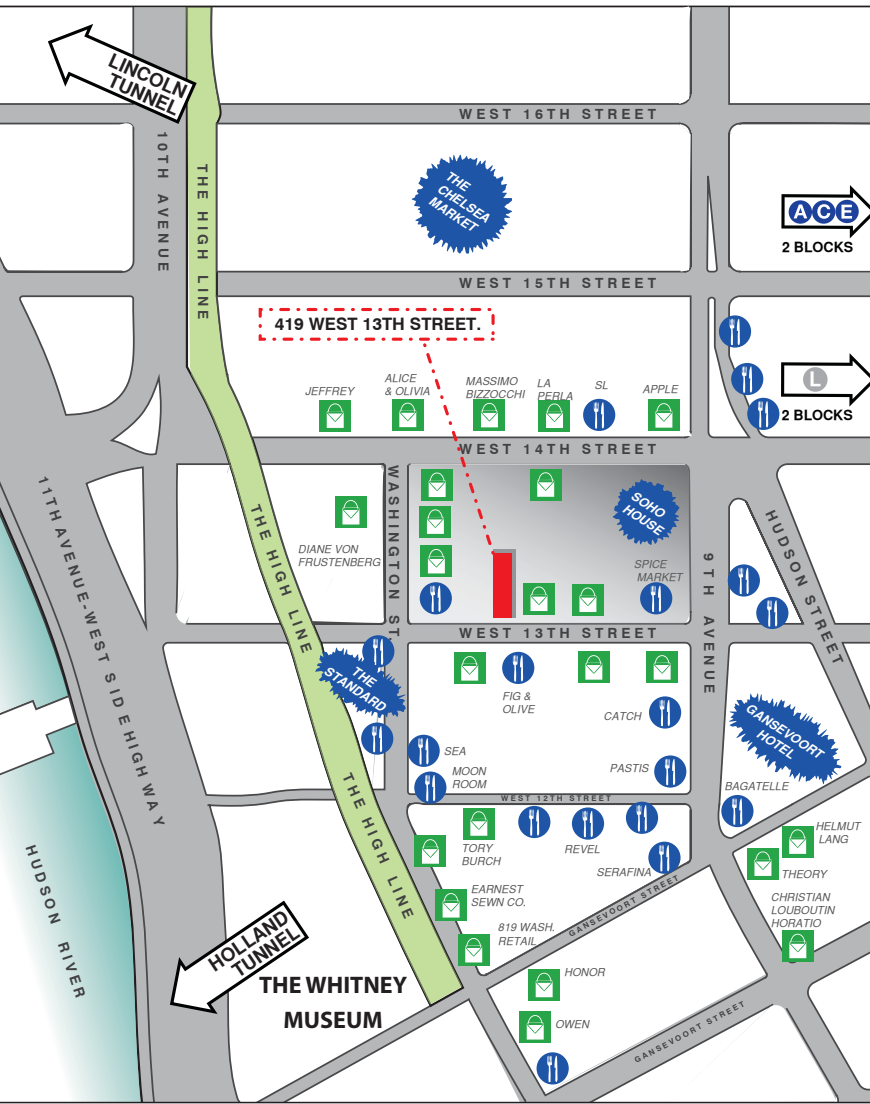 LINCOLN
TUNNEL
WEST 16TH STREET
10TH AVENUE
THE HIGH LINE
THE
CHELSEA
MARKET
A C E
2 BLOCKS
WEST 15TH STREET
419 WEST 13TH STREET.
L
2 BLOCKS
JEFFREY
ALICE
& OLIVIA
MASSIMO
BIZZOCCHI
LA
PERLA
SL
APPLE
WEST 14TH STREET
11TH AVENUE-WEST SIDE HIGHWAY
THE HIGH LINE
WASHINGTON ST
DIANE VON
FRUSTENBERG
SOHO
HOUSE
SPICE
MARKET
9TH AVENUE
HUDSON STREET
WEST 13TH STREET
THE
STANDARD
FIG &
OLIVE
CATCH
PASTIS
SEA
MOON
ROOM
GANSEVOORT
HOTEL
BAGATELLE
WEST 12TH STREET
THE HIGH LINE
TORY
BURCH
REVEL
SERAFINA
HELMUT
LANG
THEORY
CHRISTIAN
LOUBOUTIN
HORATIO
EARNEST
SEWN CO.
819 WASH.
RETAIL
GANSEVOORT STREET
HUDSON RIVER
HOLLAND
TUNNEL
THE WHITNEY
MUSEUM
HONOR
OWEN
GANSEVOORT STREET